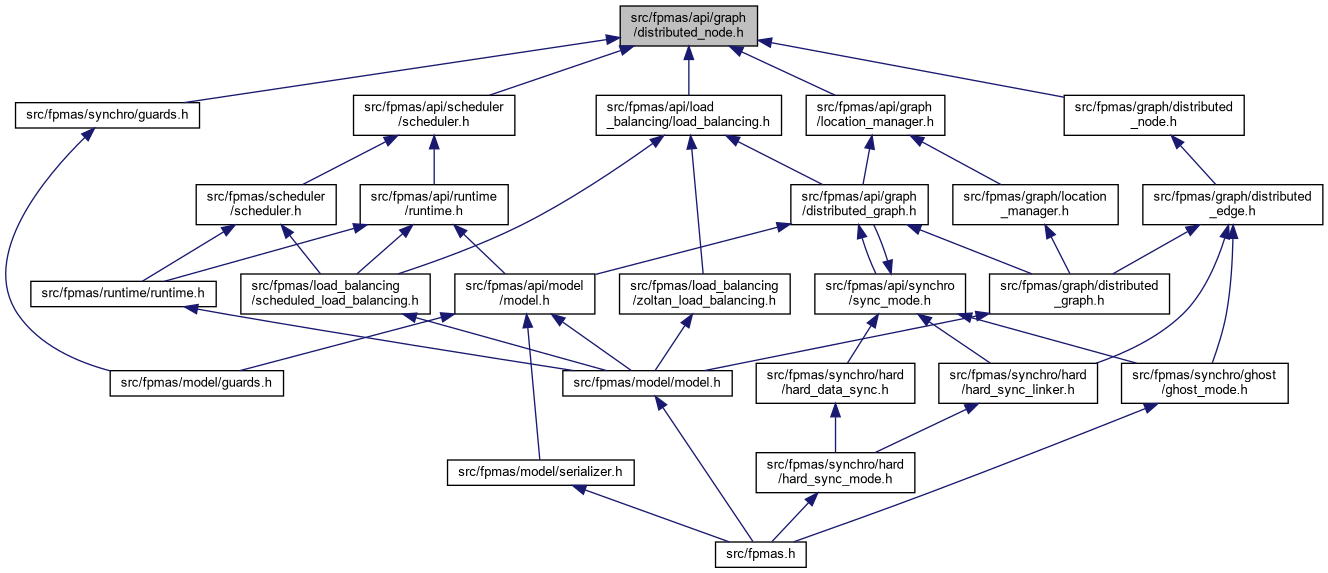 src/fpmas/api/graph
/distributed_node.h
src/fpmas/synchro/guards.h
src/fpmas/api/scheduler
/scheduler.h
src/fpmas/api/load
_balancing/load_balancing.h
src/fpmas/api/graph
/location_manager.h
src/fpmas/graph/distributed
_node.h
src/fpmas/scheduler
/scheduler.h
src/fpmas/api/runtime
/runtime.h
src/fpmas/api/graph
/distributed_graph.h
src/fpmas/graph/location
_manager.h
src/fpmas/graph/distributed
_edge.h
src/fpmas/runtime/runtime.h
src/fpmas/load_balancing
/scheduled_load_balancing.h
src/fpmas/api/model
/model.h
src/fpmas/load_balancing
/zoltan_load_balancing.h
src/fpmas/api/synchro
/sync_mode.h
src/fpmas/graph/distributed
_graph.h
src/fpmas/model/guards.h
src/fpmas/model/model.h
src/fpmas/synchro/hard
/hard_data_sync.h
src/fpmas/synchro/hard
/hard_sync_linker.h
src/fpmas/synchro/ghost
/ghost_mode.h
src/fpmas/model/serializer.h
src/fpmas/synchro/hard
/hard_sync_mode.h
src/fpmas.h